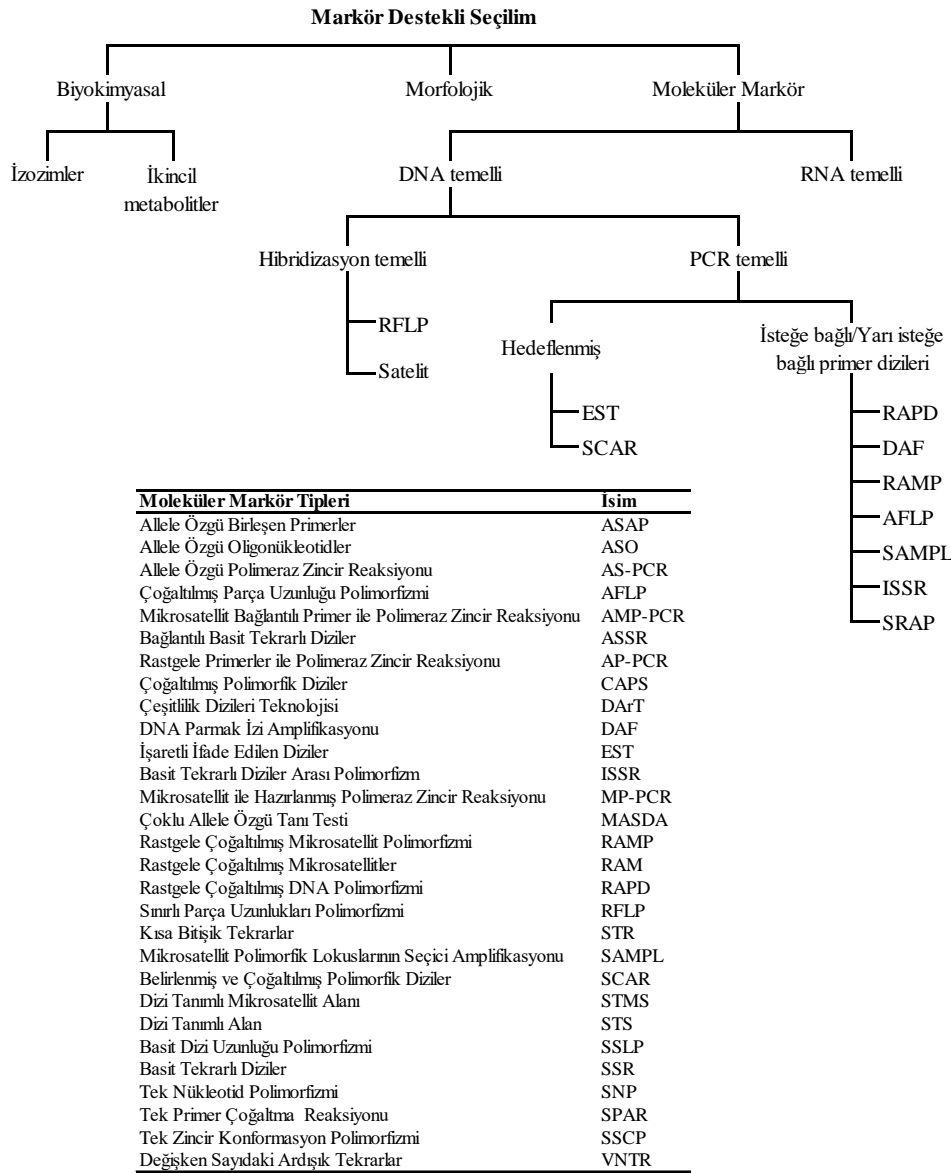 Markör Destekli Seçilim
Biyokimyasal
Morfolojik
Moleküler Markör
İzozimler
İkincil
metabolitler
DNA temelli
RNA temelli
Hibridizasyon temelli
PCR temelli
RFLP
Satelit
Hedeflenmiş
İsteğe bağlı/Yarı isteğe
bağlı primer dizileri
EST
SCAR
RAPD
DAF
RAMP
AFLP
SAMPL
ISSR
SRAP
Moleküler Markör Tipleri İsim
Allele Özgü Birleşen Primerler ASAP
Allele Özgü Oligonükleotidler ASO
Allele Özgü Polimeraz Zincir Reaksiyonu AS-PCR
Çoğaltılmış Parça Uzunluğu Polimorfizmi AFLP
Mikrosatellit Bağlantılı Primer ile Polimeraz Zincir Reaksiyonu AMP-PCR
Bağlantılı Basit Tekrarlı Diziler ASSR
Rastgele Primerler ile Polimeraz Zincir Reaksiyonu AP-PCR
Çoğaltılmış Polimorfik Diziler CAPS
Çeşitlilik Dizileri Teknolojisi DArT
DNA Parmak İzi Amplifikasyonu DAF
İşaretli İfade Edilen Diziler EST
Basit Tekrarlı Diziler Arası Polimorfizm ISSR
Mikrosatellit ile Hazırlanmış Polimeraz Zincir Reaksiyonu MP-PCR
Çoklu Allele Özgü Tanı Testi MASDA
Rastgele Çoğaltılmış Mikrosatellit Polimorfizmi RAMP
Rastgele Çoğaltılmış Mikrosatellitler RAM
Rastgele Çoğaltılmış DNA Polimorfizmi RAPD
Sınırlı Parça Uzunlukları Polimorfizmi RFLP
Kısa Bitişik Tekrarlar STR
Mikrosatellit Polimorfik Lokuslarının Seçici Amplifikasyonu SAMPL
Belirlenmiş ve Çoğaltılmış Polimorfik Diziler SCAR
Dizi Tanımlı Mikrosatellit Alanı STMS
Dizi Tanımlı Alan STS
Basit Dizi Uzunluğu Polimorfizmi SSLP
Basit Tekrarlı Diziler SSR
Tek Nükleotid Polimorfizmi SNP
Tek Primer Çoğaltma Reaksiyonu SPAR
Tek Zincir Konformasyon Polimorfizmi SSCP
Değişken Sayıdaki Ardışık Tekrarlar VNTR